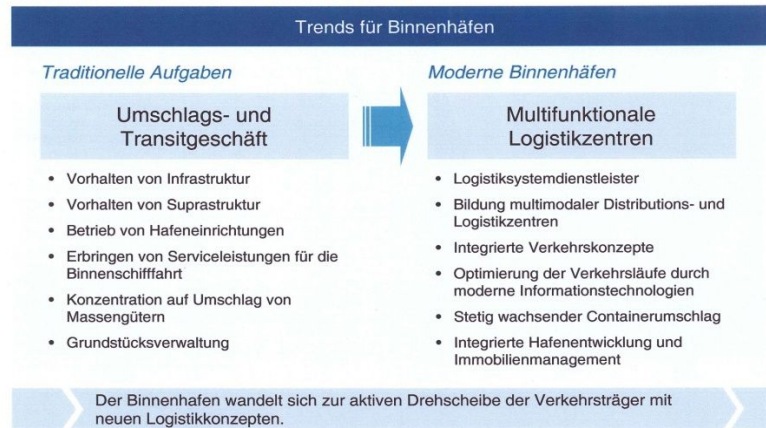 Trends für Binnenhäfen
Traditionelle Aufgaben
Umschlags- und
Transitgeschäft
• Vorhalten von Infrastruktur
• Vorhalten von Suprastruktur
• Betrieb von Hafeneinrichtungen
• Erbringen von Serviceleistungen für die
Binnenschifffahrt
• Konzentration auf Umschlag von
Massengütern
• Grundstücksverwaltung
Moderne Binnenhäfen
Multifunktionale
Logistikzentren
• Logistiksystemdienstleister
• Bildung multimodaler Distributions- und
Logistikzentren
• Integrierte Verkehrskonzepte
• Optimierung der Verkehrsläufe durch
moderne Informationstechnologien
• Stetig wachsender Containerumschlag
• Integrierte Hafenentwicklung und
Immobilienmanagement
Der Binnenhafen wandelt sich zur aktiven Drehscheibe der Verkehrsträger mit
neuen Logistikkonzepten.